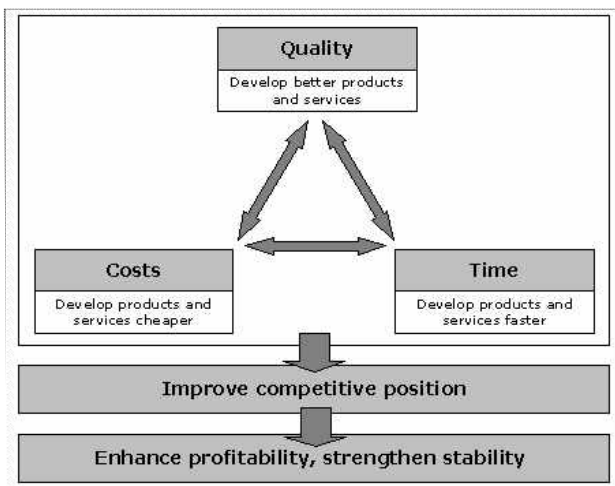 Quality
Develop better products
and services
Costs
Develop products and
services cheaper
Time
Develop products and
services faster
Improve competitive position
Enhance profitability, strengthen stability